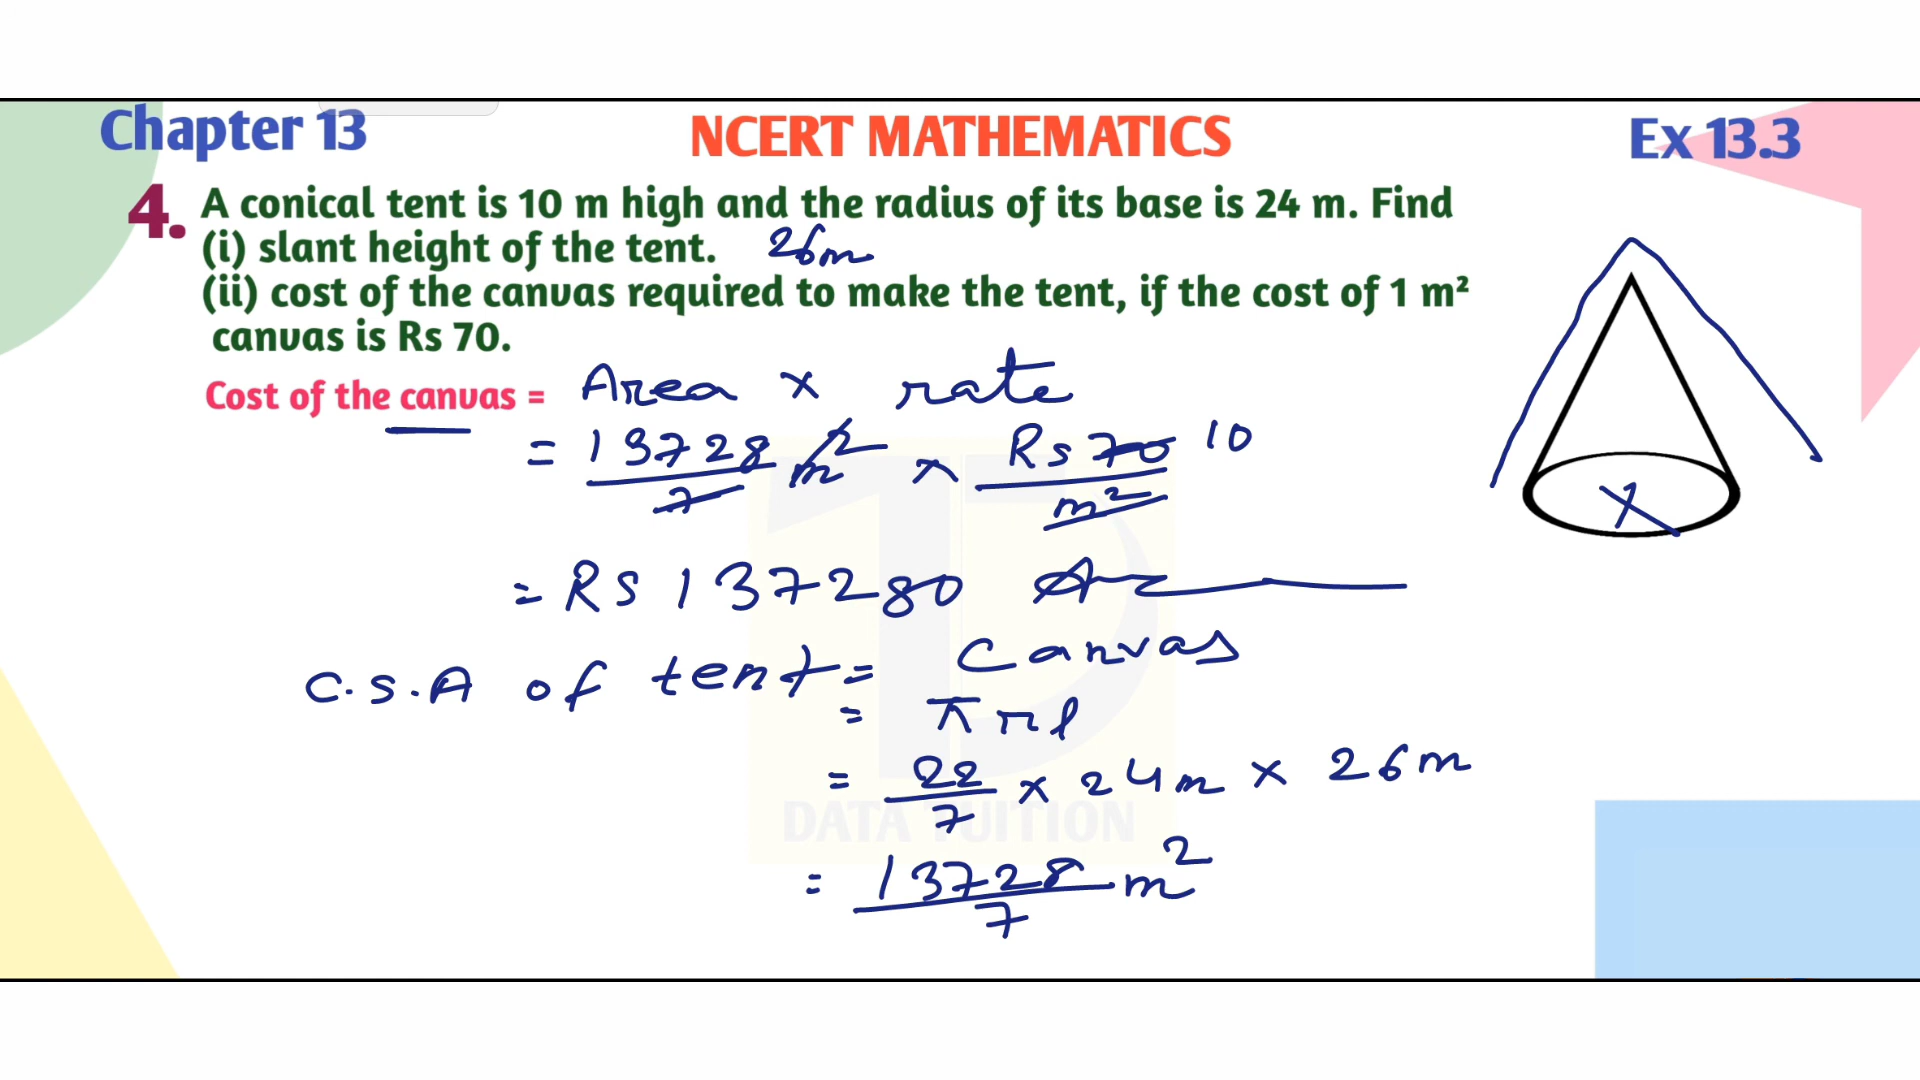 Chapter 13 NCERT MATHEMATICS Ex 13.3
4. A conical tent is 10 m high and the radius of its base is 24 m. Find
(i) slant height of the tent. 26m
(ii) cost of the canvas required to make the tent, if the cost of 1 m²
canvas is Rs 70.
Cost of the canvas = Area × rate
= 13728/7 m² × Rs 70/m² 10
= Rs 137280 Ans
C.S.A of tent = Canvas
= πrl
= 22/7 × 24m × 26m
= 13728/7 m²
DATA TUITION